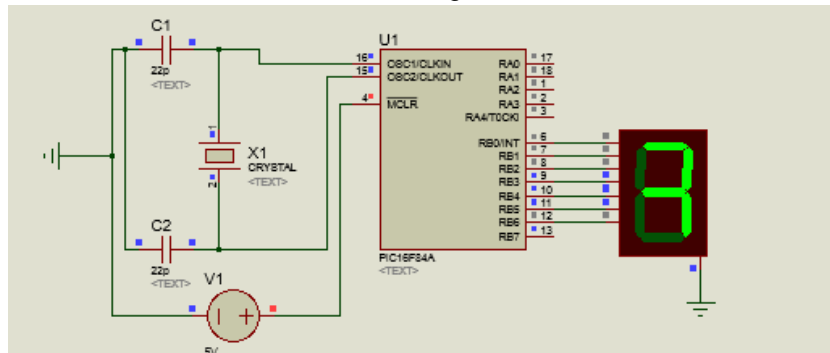 C1
22p
<TEXT>
X1
CRYSTAL
<TEXT>
1
2
C2
22p
<TEXT>
V1
5V
U1
16
OSC1/CLKIN
15
OSC2/CLKOUT
4
MCLR
RA0
17
RA1
18
RA2
1
RA3
2
RA4/T0CKI
3
RB0/INT
6
RB1
7
RB2
8
RB3
9
RB4
10
RB5
11
RB6
12
RB7
13
PIC16F84A
<TEXT>